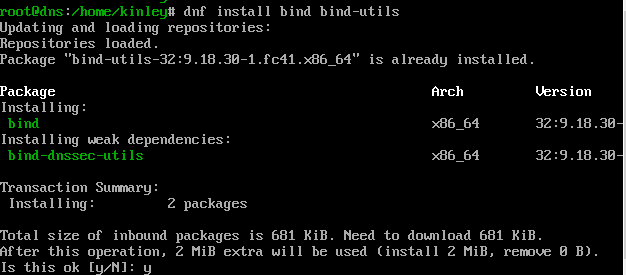 root@dns:/home/kinley# dnf install bind bind-utils
Updating and loading repositories:
Repositories loaded.
Package "bind-utils-32:9.18.30-1.fc41.x86_64" is already installed.
Package Arch Version
Installing:
bind x86_64 32:9.18.30-
Installing weak dependencies:
bind-dnssec-utils x86_64 32:9.18.30-
Transaction Summary:
Installing: 2 packages
Total size of inbound packages is 681 KiB. Need to download 681 KiB.
After this operation, 2 MiB extra will be used (install 2 MiB, remove 0 B).
Is this ok [y/N]: y